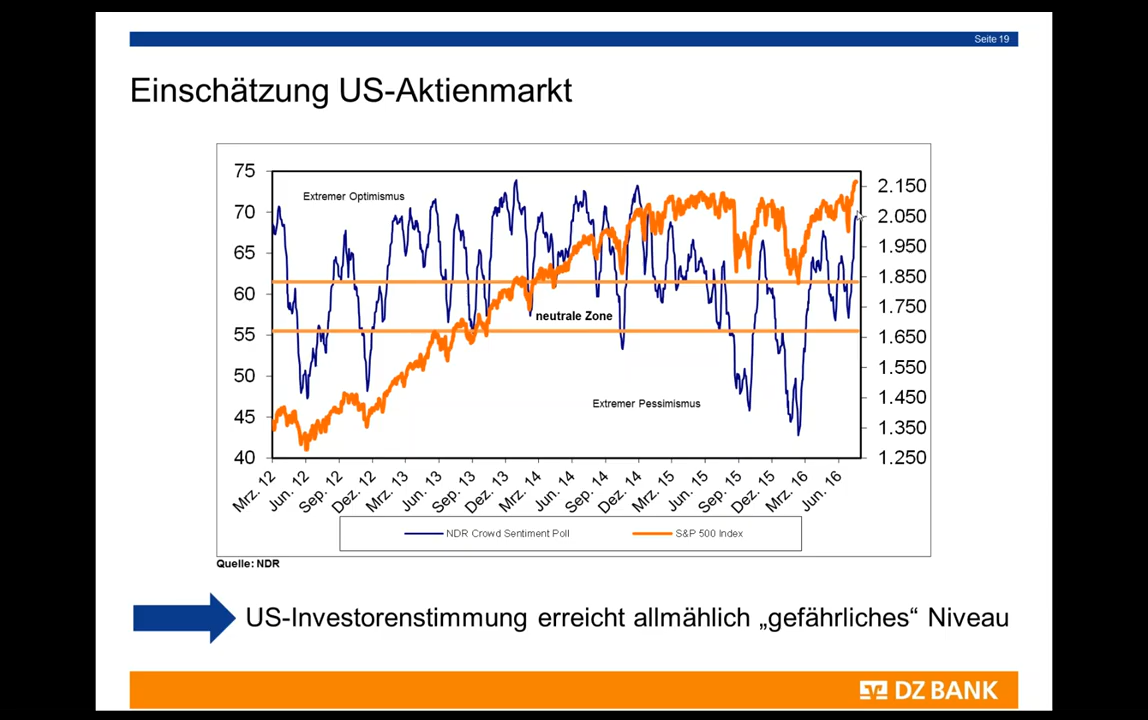 Seite 19
Einschätzung US-Aktienmarkt
75
70
65
60
55
50
45
40
Extremer Optimismus
neutrale Zone
Extremer Pessimismus
2.150
2.050
1.950
1.850
1.750
1.650
1.550
1.450
1.350
1.250
Mrz. 12
Jun. 12
Sep. 12
Dez. 12
Mrz. 13
Jun. 13
Sep. 13
Dez. 13
Mrz. 14
Jun. 14
Sep. 14
Dez. 14
Mrz. 15
Jun. 15
Sep. 15
Dez. 15
Mrz. 16
Jun. 16
NDR Crowd Sentiment Poll
S&P 500 Index
Quelle: NDR
US-Investorenstimmung erreicht allmählich „gefährliches“ Niveau
DZ BANK